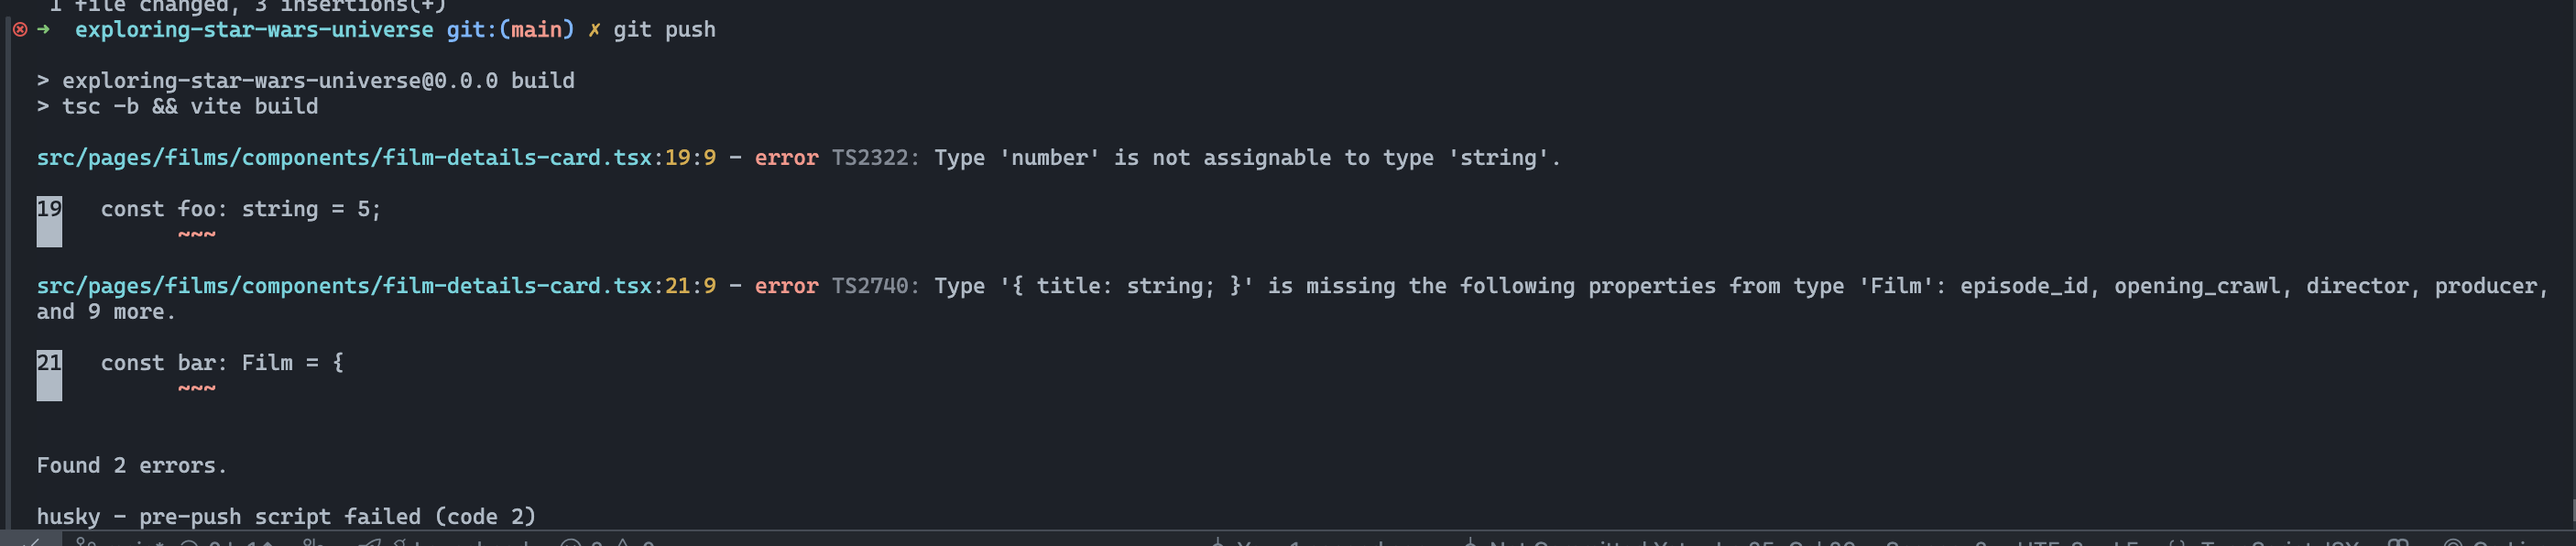 1 file changed, 3 insertions(+)
➜ exploring-star-wars-universe git:(main) ✗ git push
> exploring-star-wars-universe@0.0.0 build
> tsc -b && vite build
src/pages/films/components/film-details-card.tsx:19:9 - error TS2322: Type 'number' is not assignable to type 'string'.
19 const foo: string = 5;
~~~
src/pages/films/components/film-details-card.tsx:21:9 - error TS2740: Type '{ title: string; }' is missing the following properties from type 'Film': episode_id, opening_crawl, director, producer,
and 9 more.
21 const bar: Film = {
~~~
Found 2 errors.
husky - pre-push script failed (code 2)